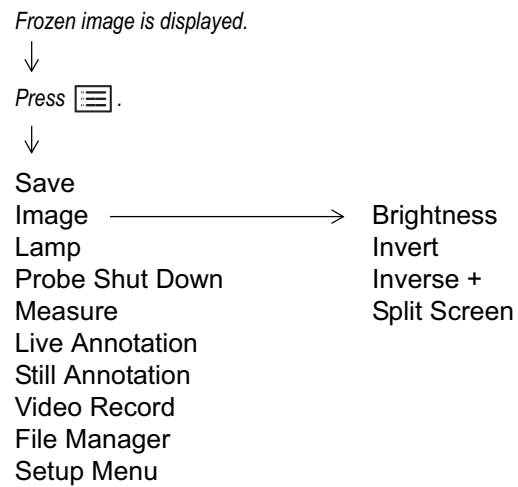 Frozen image is displayed.
Press .
Save
Image
Lamp
Probe Shut Down
Measure
Live Annotation
Still Annotation
Video Record
File Manager
Setup Menu
Brightness
Invert
Inverse +
Split Screen